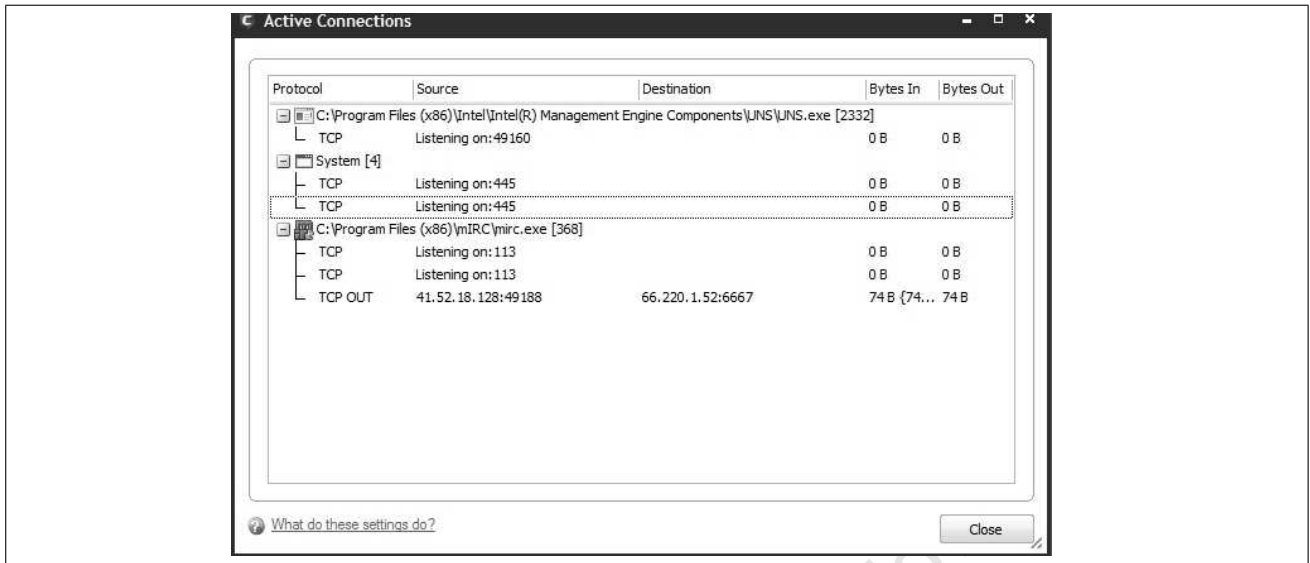 Active Connections
Protocol Source Destination Bytes In Bytes Out
C:\Program Files (x86)\Intel\Intel(R) Management Engine Components\UNS\UNS.exe [2332]
TCP Listening on:49160 0 B 0 B
System [4]
TCP Listening on:445 0 B 0 B
TCP Listening on:445 0 B 0 B
C:\Program Files (x86)\mIRC\mirc.exe [368]
TCP Listening on:113 0 B 0 B
TCP Listening on:113 0 B 0 B
TCP OUT 41.52.18.128:49188 66.220.1.52:6667 74 B {74... 74 B
What do these settings do?
Close